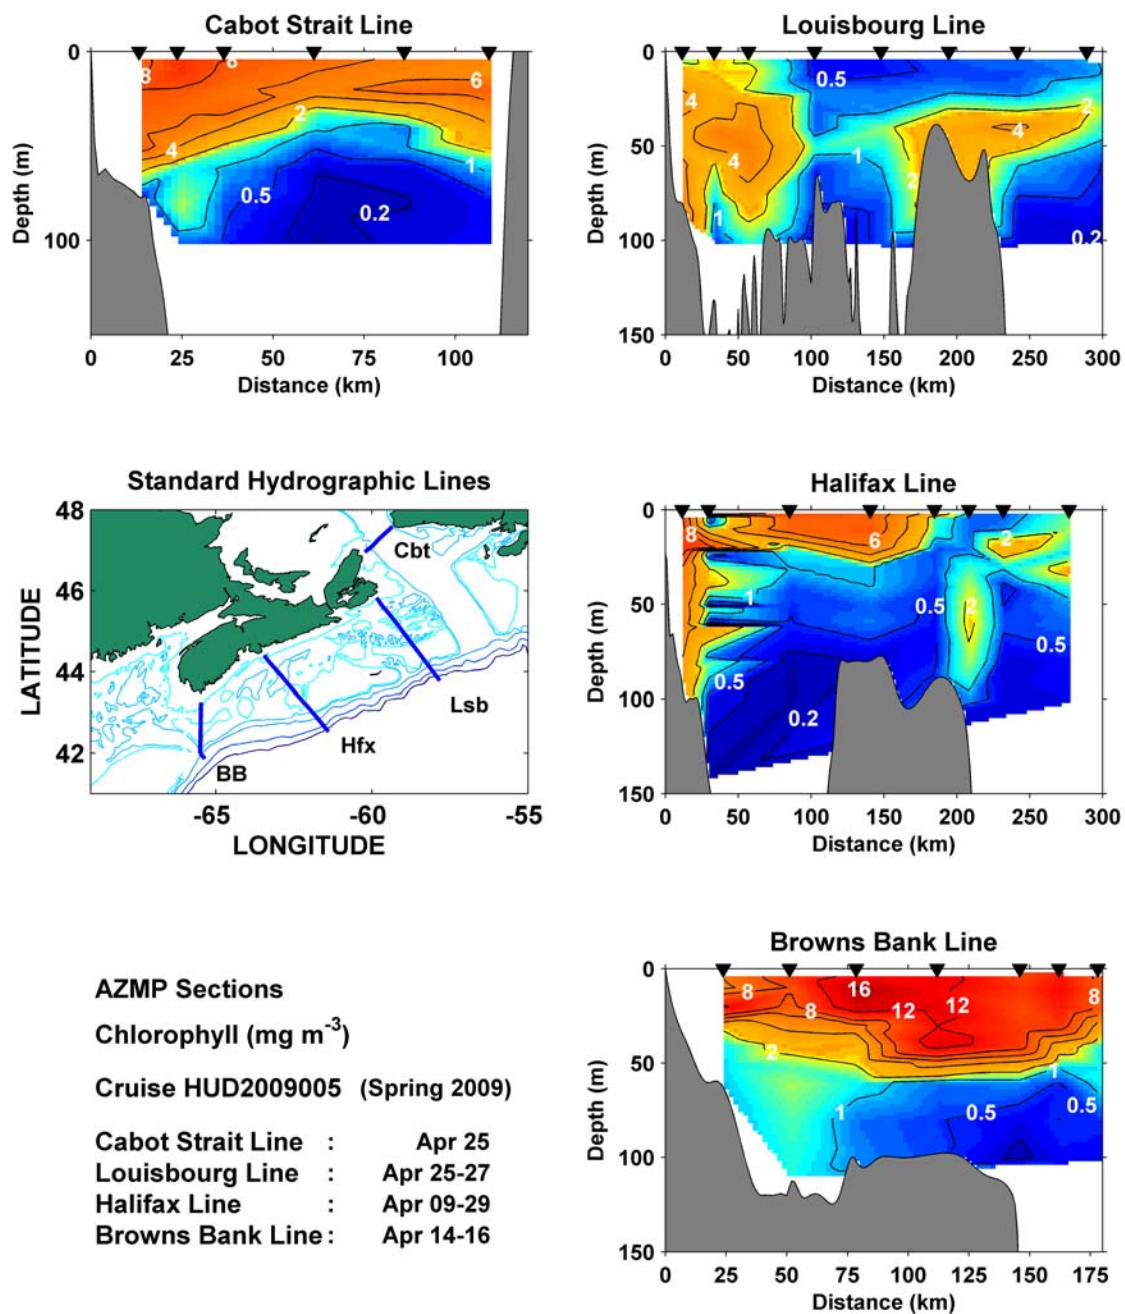 Cabot Strait Line
0
100
Depth (m)
8
8
6
2
4
1
0.5
0.2
0 25 50 75 100
Distance (km)
Louisbourg Line
0
50
100
150
Depth (m)
0.5
4
2
4
4
1
2
1
0.2
0 50 100 150 200 250 300
Distance (km)
Standard Hydrographic Lines
48
46
44
42
LATITUDE
Cbt
Lsb
Hfx
BB
-65 -60 -55
LONGITUDE
Halifax Line
0
50
100
150
Depth (m)
8
6
2
1
0.5
2
0.5
0.5
0.2
0 50 100 150 200 250 300
Distance (km)
AZMP Sections
Chlorophyll (mg m-3)
Cruise HUD2009005 (Spring 2009)
Cabot Strait Line : Apr 25
Louisbourg Line : Apr 25-27
Halifax Line : Apr 09-29
Browns Bank Line : Apr 14-16
Browns Bank Line
0
50
100
150
Depth (m)
8
16
8
12
12
8
2
1
1
0.5
0.5
0 25 50 75 100 125 150 175
Distance (km)